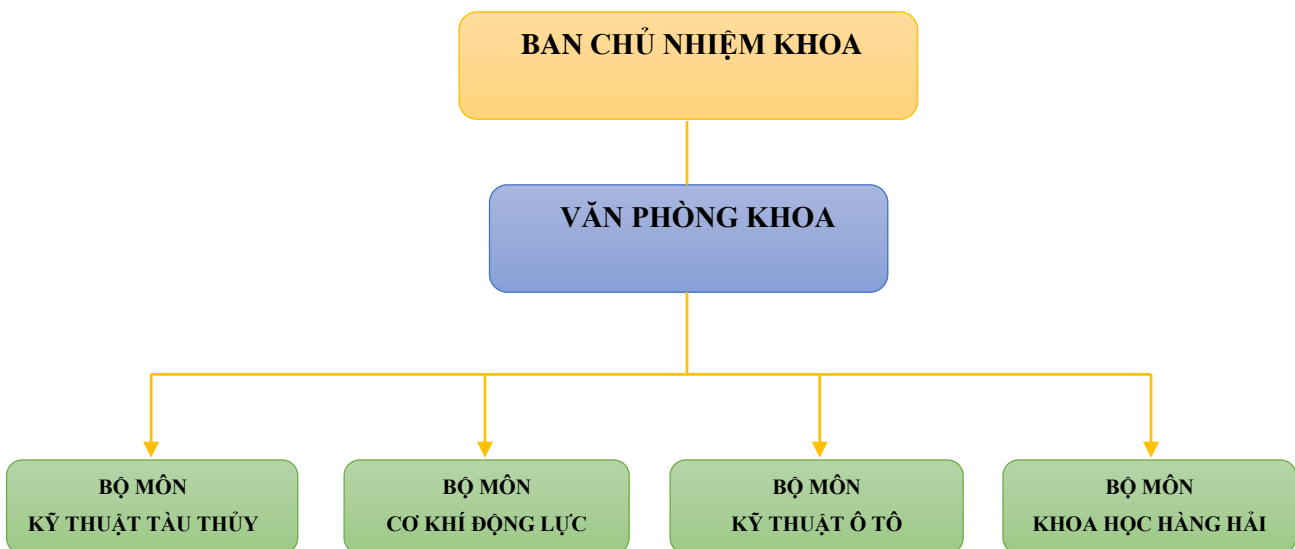 BAN CHỦ NHIỆM KHOA
VĂN PHÒNG KHOA
BỘ MÔN
KỸ THUẬT TÀU THỦY
BỘ MÔN
CƠ KHÍ ĐỘNG LỰC
BỘ MÔN
KỸ THUẬT Ô TÔ
BỘ MÔN
KHOA HỌC HÀNG HẢI